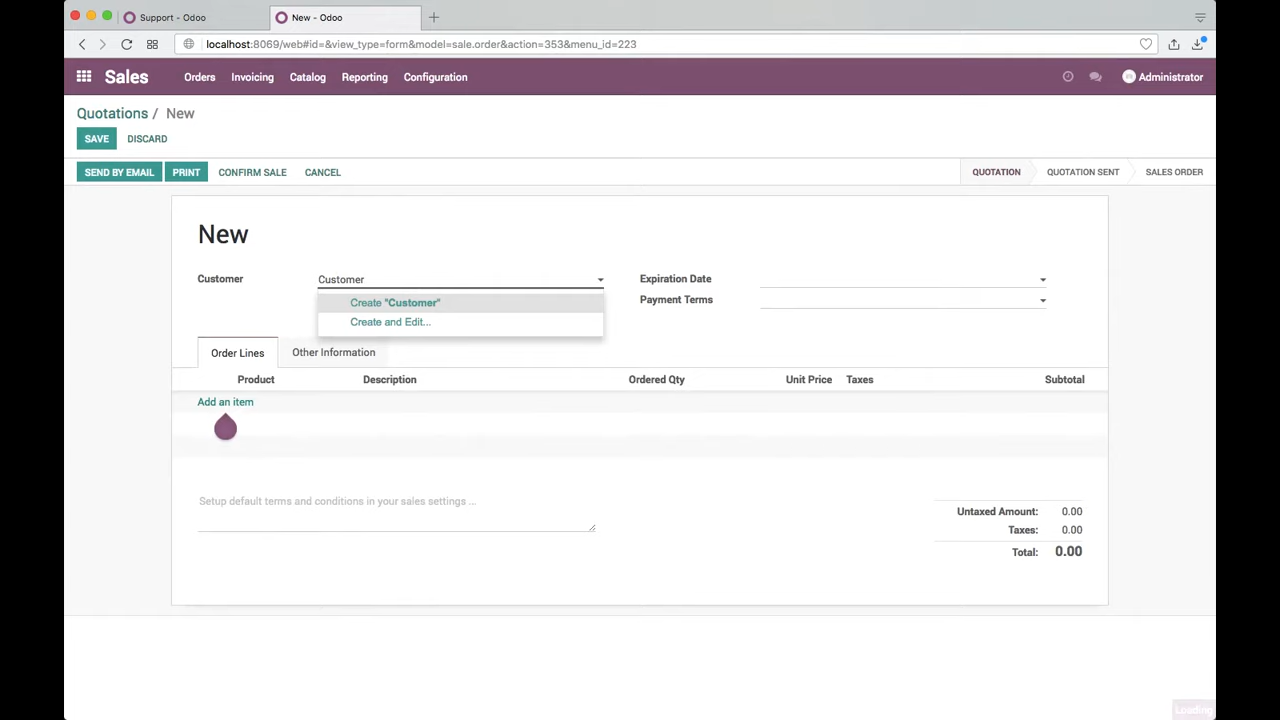 Support - Odoo
New - Odoo
localhost:8069/web#id=&view_type=form&model=sale.order&action=353&menu_id=223
Sales Orders Invoicing Catalog Reporting Configuration Administrator
Quotations / New
SAVE DISCARD
SEND BY EMAIL PRINT CONFIRM SALE CANCEL QUOTATION QUOTATION SENT SALES ORDER
New
Customer Customer Expiration Date
Payment Terms
Create "Customer"
Create and Edit...
Order Lines Other Information
Product Description Ordered Qty Unit Price Taxes Subtotal
Add an item
Setup default terms and conditions in your sales settings ...
Untaxed Amount: 0.00
Taxes: 0.00
Total: 0.00
Loading